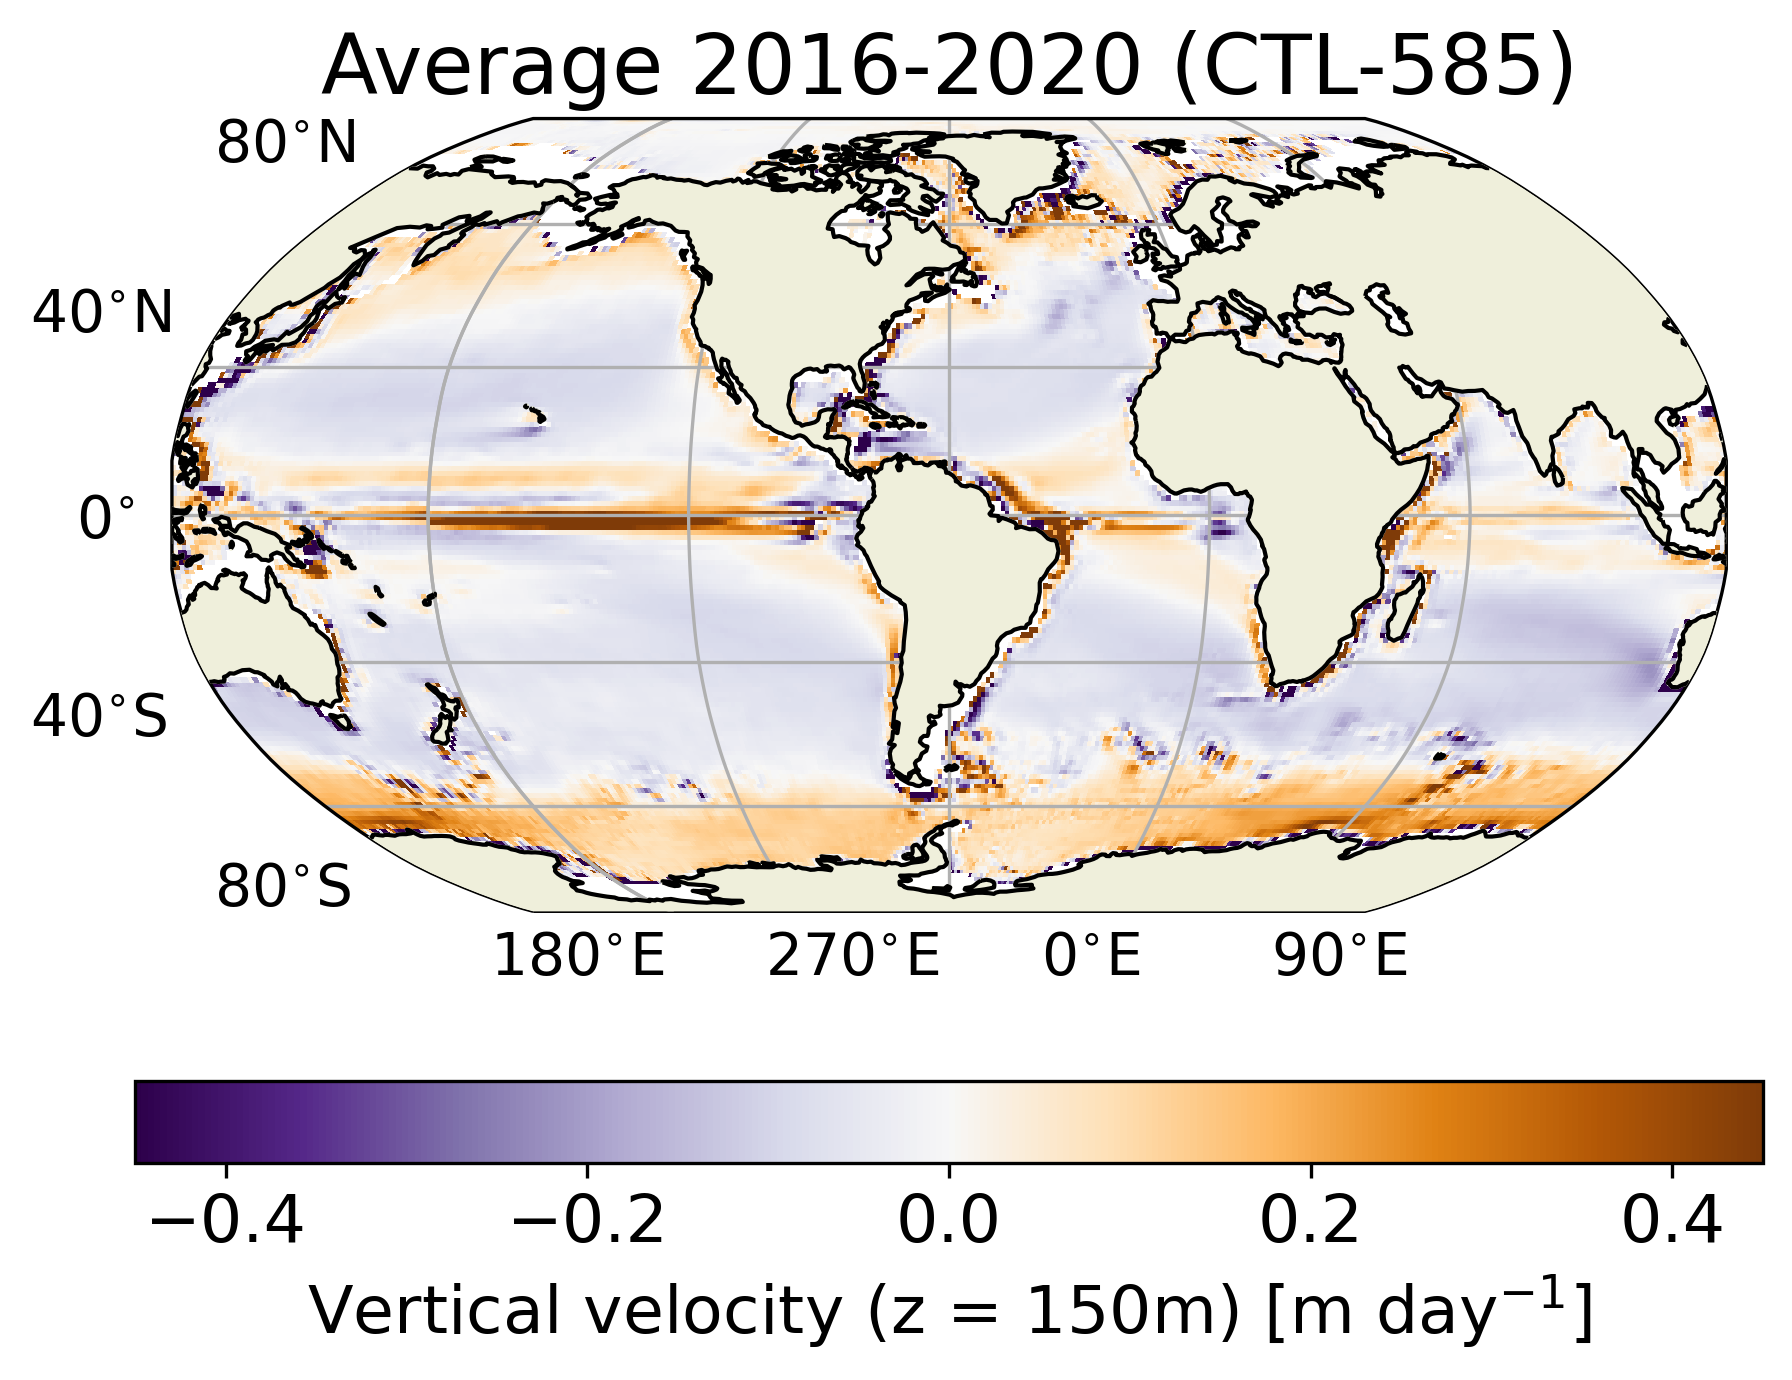 Average 2016-2020 (CTL-585)
80°N
40°N
0°
40°S
80°S
180°E 270°E 0°E 90°E
−0.4 −0.2 0.0 0.2 0.4
Vertical velocity (z = 150m) [m day⁻¹]